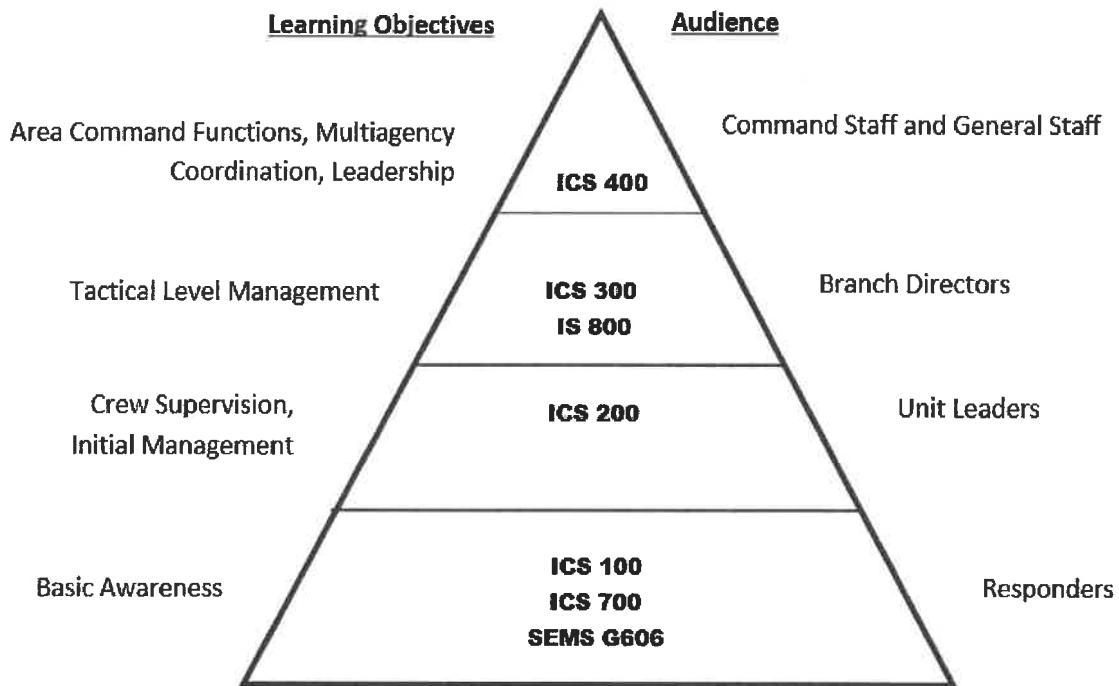 Learning Objectives
Audience
Area Command Functions, Multiagency
Coordination, Leadership
ICS 400
Command Staff and General Staff
Tactical Level Management
ICS 300
IS 800
Branch Directors
Crew Supervision,
Initial Management
ICS 200
Unit Leaders
Basic Awareness
ICS 100
ICS 700
SEMS G606
Responders